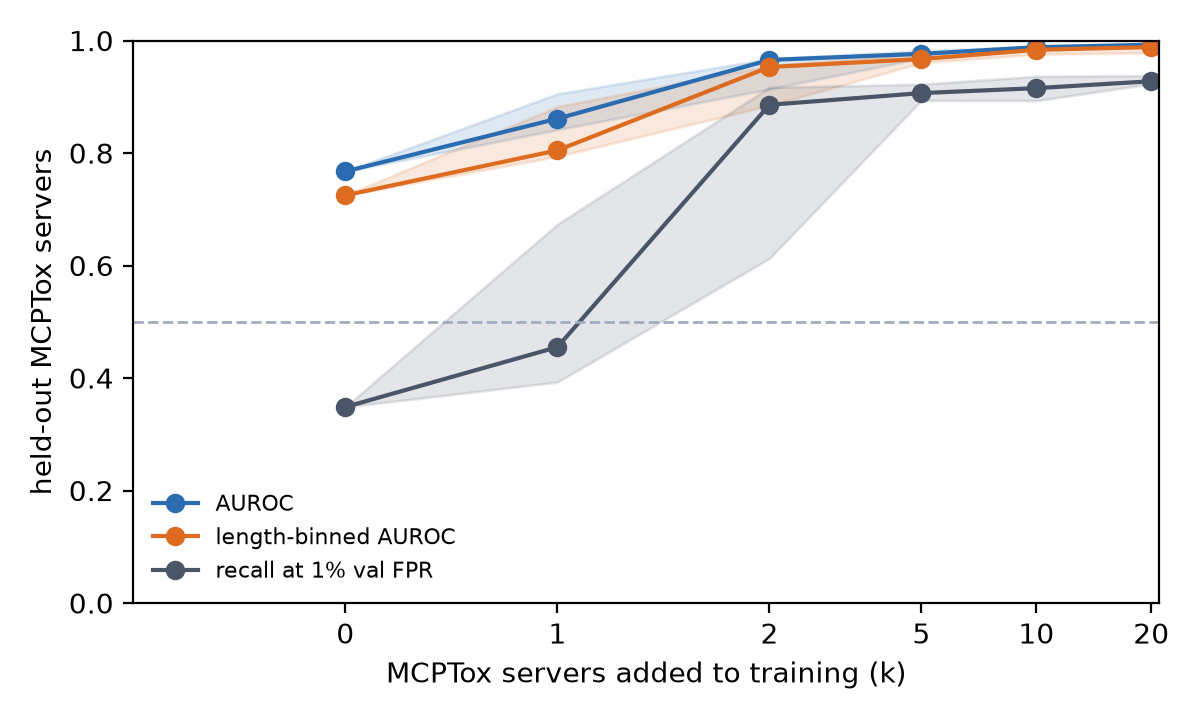 1.0
0.8
0.6
0.4
0.2
0.0
held-out MCPTox servers
AUROC
length-binned AUROC
recall at 1% val FPR
0 1 2 5 10 20
MCPTox servers added to training (k)